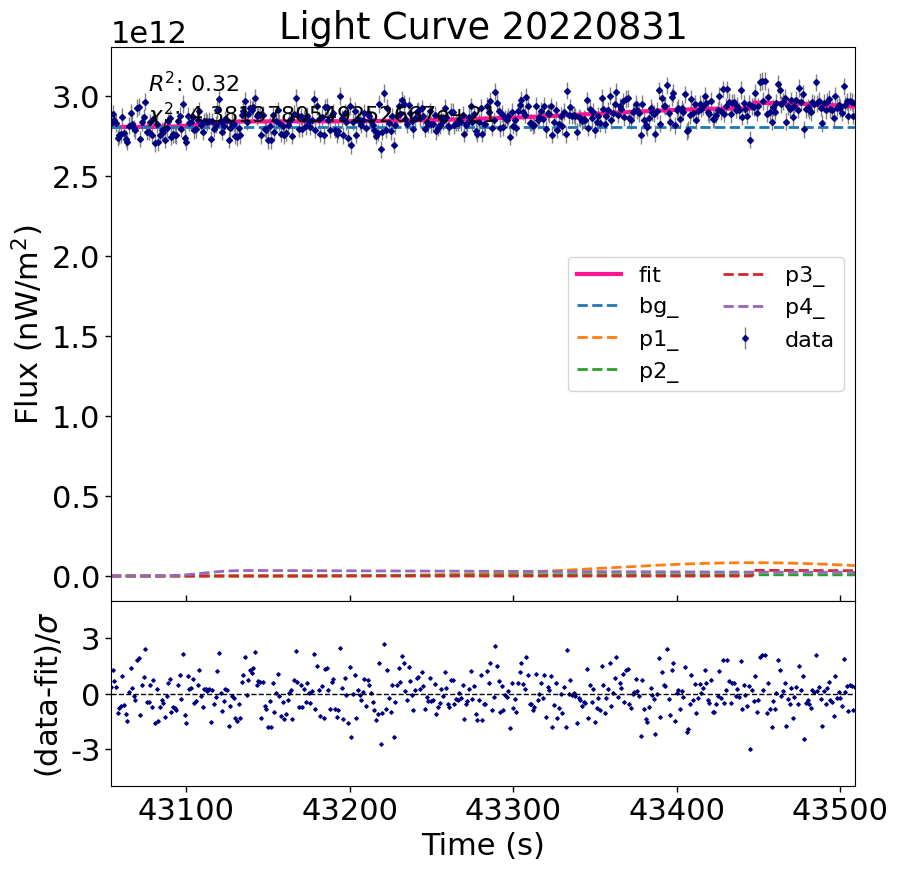 Light Curve 20220831
1e12
R²: 0.32
χ²:
3.0
2.5
2.0
1.5
1.0
0.5
0.0
Flux (nW/m²)
fit
bg_
p1_
p2_
p3_
p4_
data
3
0
-3
(data-fit)/σ
43100 43200 43300 43400 43500
Time (s)